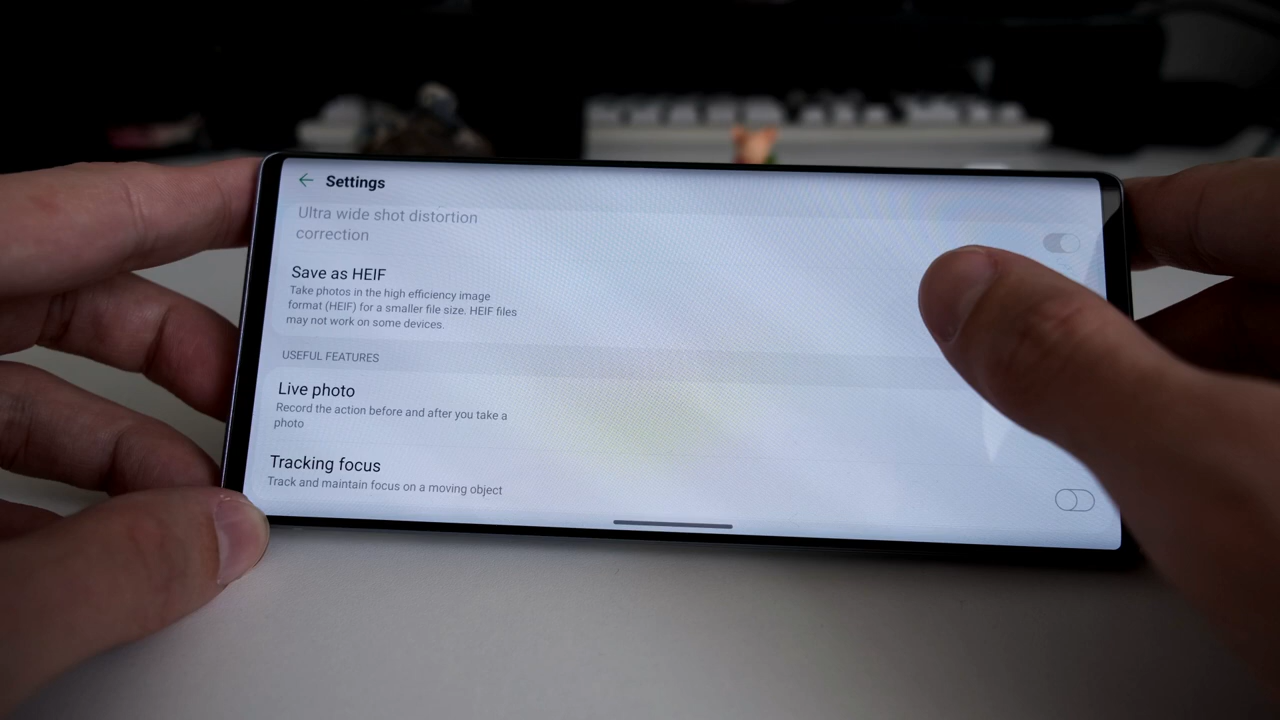 Settings
Ultra wide shot distortion
correction
Save as HEIF
Take photos in the high efficiency image
format (HEIF) for a smaller file size. HEIF files
may not work on some devices.
USEFUL FEATURES
Live photo
Record the action before and after you take a
photo
Tracking focus
Track and maintain focus on a moving object